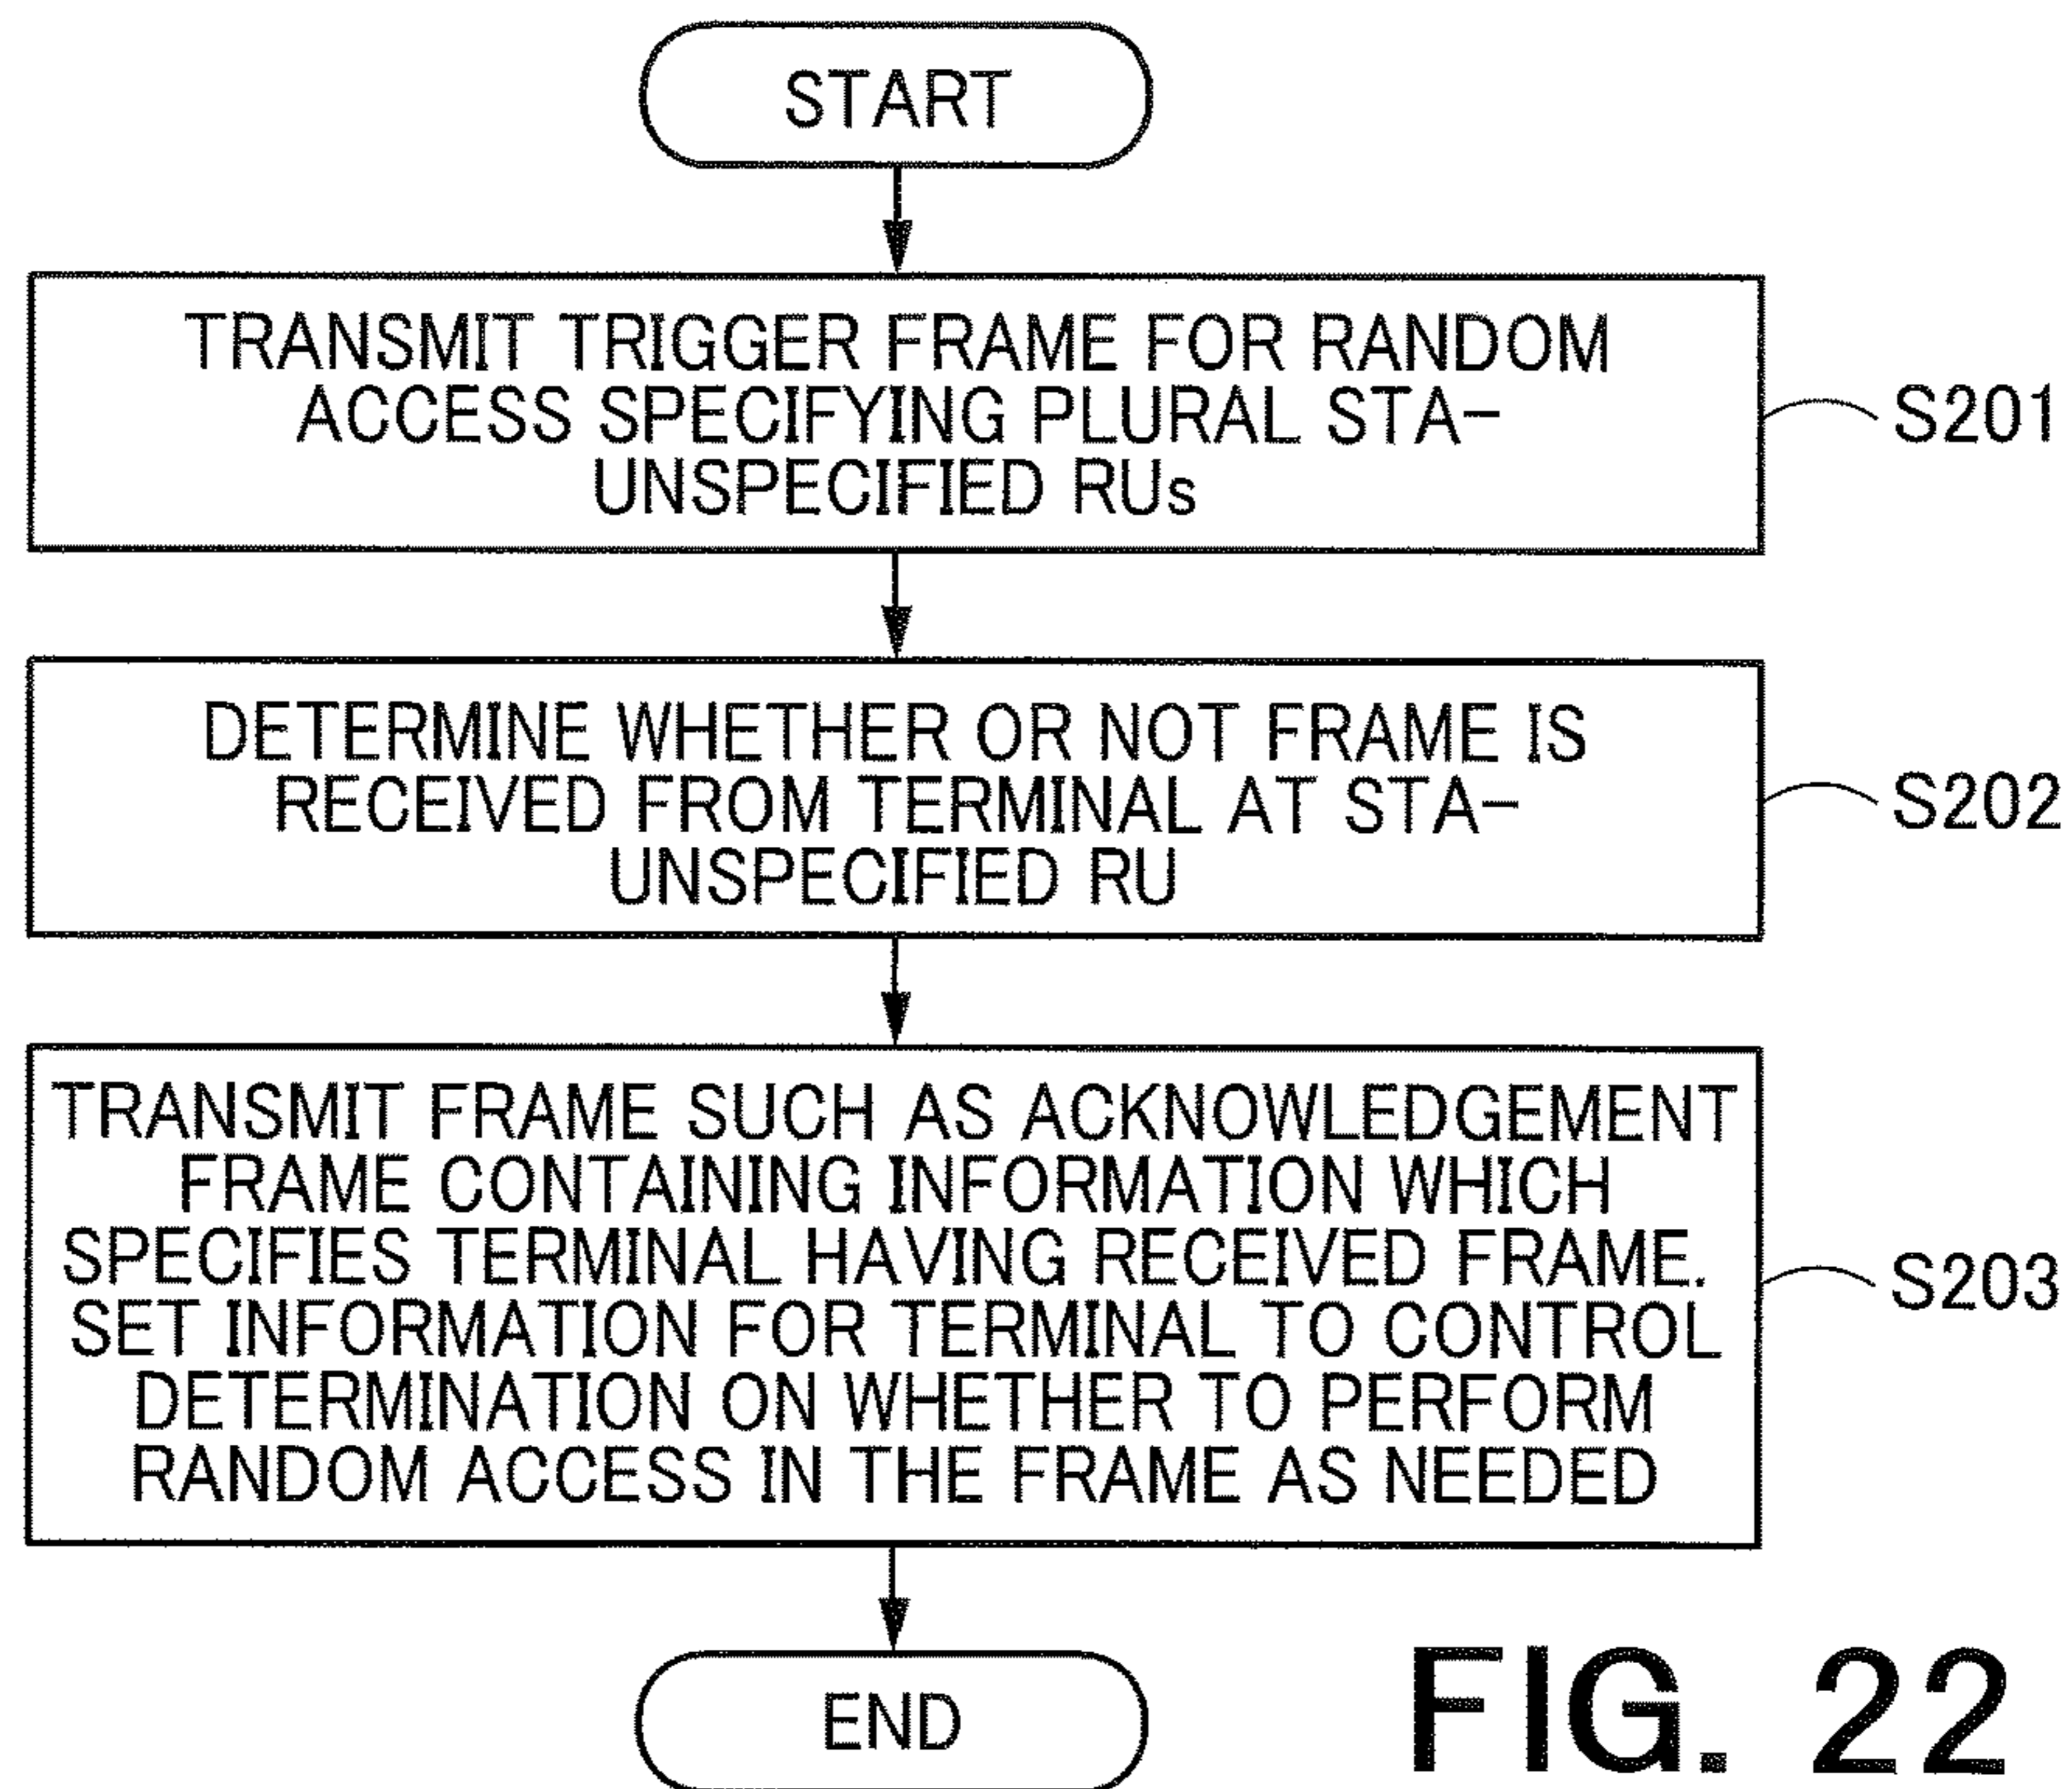 START
TRANSMIT TRIGGER FRAME FOR RANDOM
ACCESS SPECIFYING PLURAL STA-
UNSPECIFIED RUs
S201
DETERMINE WHETHER OR NOT FRAME IS
RECEIVED FROM TERMINAL AT STA-
UNSPECIFIED RU
S202
TRANSMIT FRAME SUCH AS ACKNOWLEDGEMENT
FRAME CONTAINING INFORMATION WHICH
SPECIFIES TERMINAL HAVING RECEIVED FRAME.
SET INFORMATION FOR TERMINAL TO CONTROL
DETERMINATION ON WHETHER TO PERFORM
RANDOM ACCESS IN THE FRAME AS NEEDED
S203
END
FIG. 22